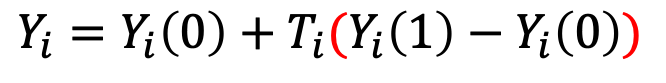 Yᵢ = Yᵢ(0) + Tᵢ(Yᵢ(1) − Yᵢ(0))